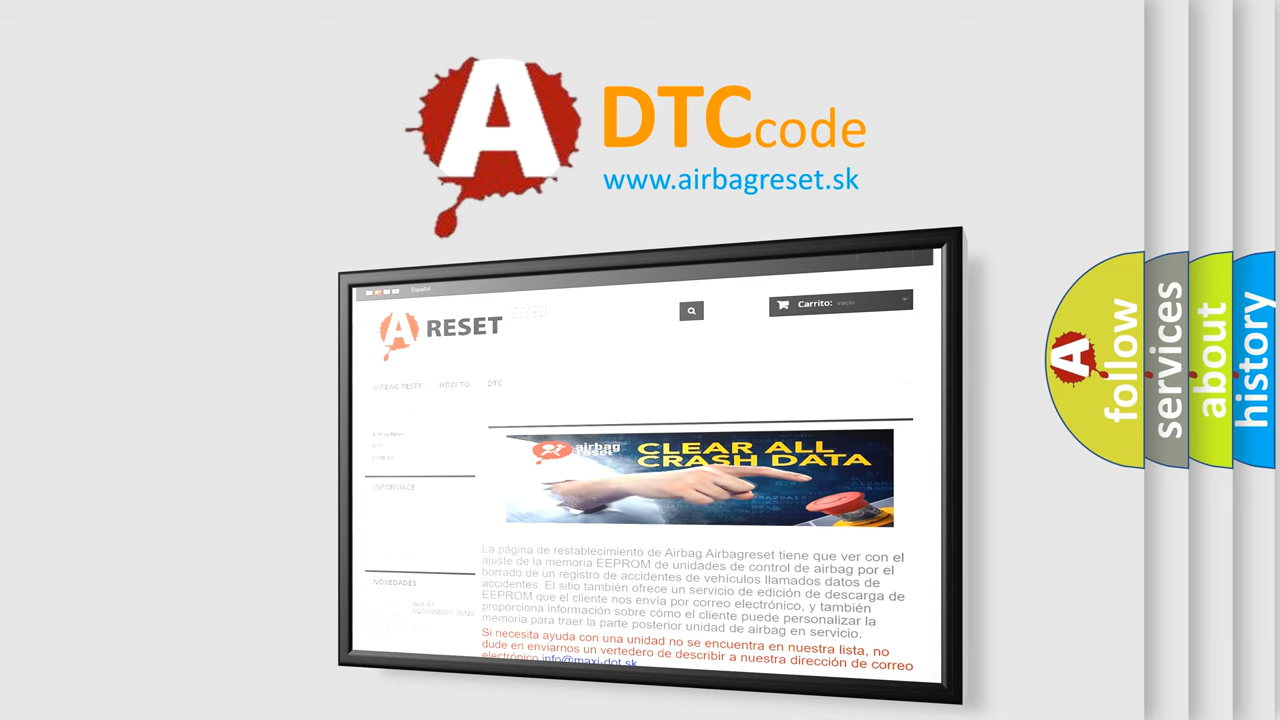 A DTC code
www.airbagreset.sk
Español
A RESET
Carrito: vacío
AIRBAG RESET HOW TO DTC
INFORMACE
airbag
reset
CLEAR ALL
CRASH DATA
La página de restablecimiento de Airbag Airbagreset tiene que ver con el
ajuste de la memoria EEPROM de unidades de control de airbag por el
borrado de un registro de accidentes de vehículos llamados datos de
accidentes. El sitio también ofrece un servicio de edición de descarga de
EEPROM que el cliente nos envía por correo electrónico, y también
proporciona información sobre cómo el cliente puede personalizar la
memoria para traer la parte posterior unidad de airbag en servicio.
NOVEDADES
Si necesita ayuda con una unidad no se encuentra en nuestra lista, no
dude en enviarnos un vertedero de describir a nuestra dirección de correo
electrónico info@maxi-dot.sk
A follow
services
about
history